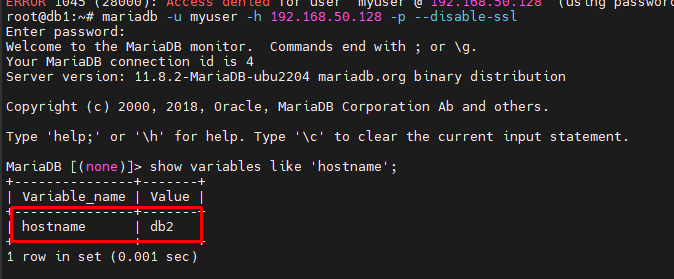 ERROR 1045 (28000): Access denied for user 'myuser'@'192.168.50.128' (using password
root@db1:~# mariadb -u myuser -h 192.168.50.128 -p --disable-ssl
Enter password:
Welcome to the MariaDB monitor.  Commands end with ; or \g.
Your MariaDB connection id is 4
Server version: 11.8.2-MariaDB-ubu2204 mariadb.org binary distribution

Copyright (c) 2000, 2018, Oracle, MariaDB Corporation Ab and others.

Type 'help;' or '\h' for help. Type '\c' to clear the current input statement.

MariaDB [(none)]> show variables like 'hostname';
+---------------+-------+
| Variable_name | Value |
+---------------+-------+
| hostname      | db2   |
+---------------+-------+
1 row in set (0.001 sec)